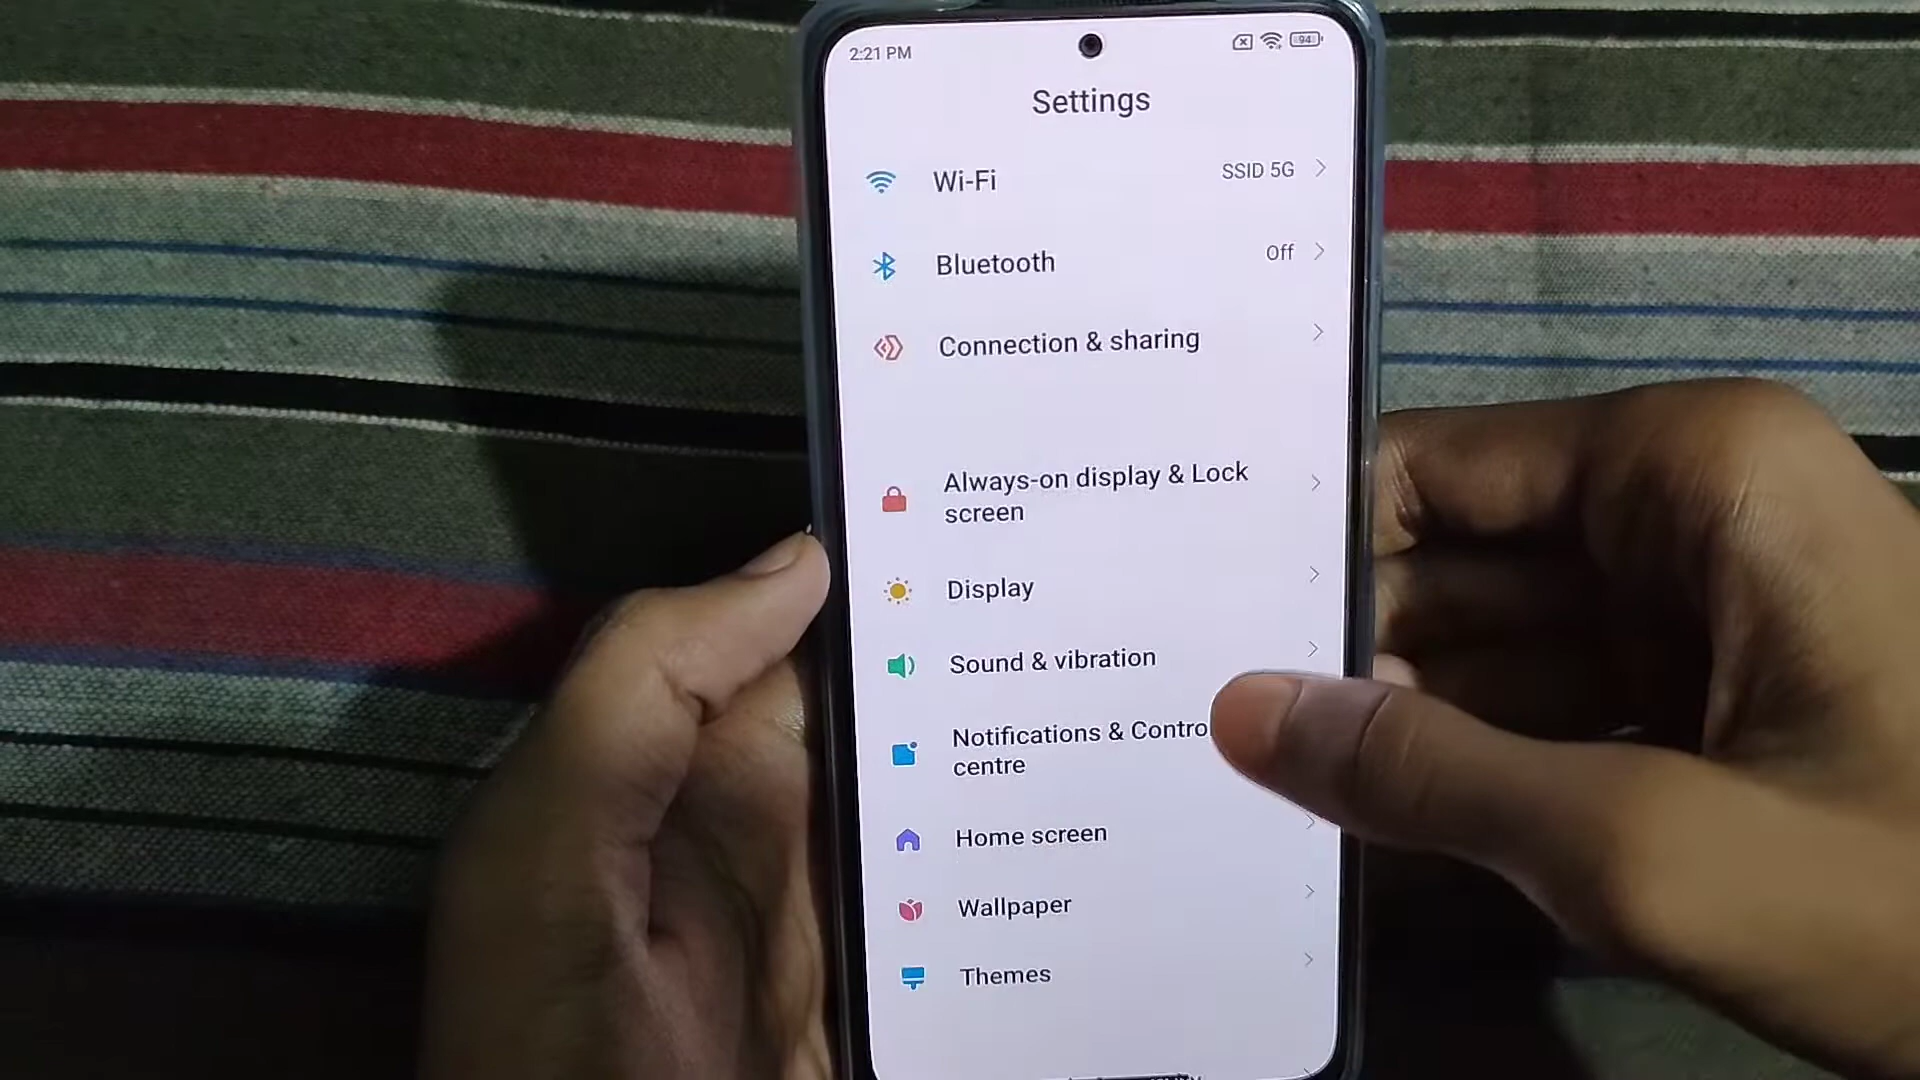 2:21 PM
94
Settings
Wi-Fi
SSID 5G
Bluetooth
Off
Connection & sharing
Always-on display & Lock
screen
Display
Sound & vibration
Notifications & Contro
centre
Home screen
Wallpaper
Themes